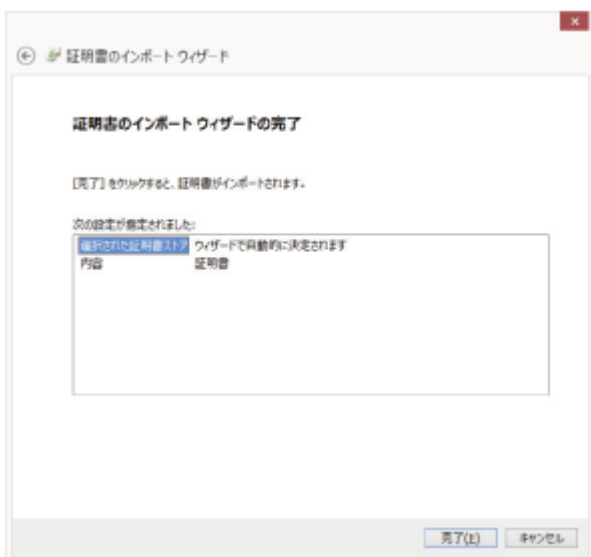 証明書のインポート ウィザード
証明書のインポート ウィザードの完了
[完了] をクリックすると、証明書がインポートされます。
次の設定が指定されました:
選択された証明書ストア ウィザードで自動的に決定されます
内容 証明書
完了(E) キャンセル